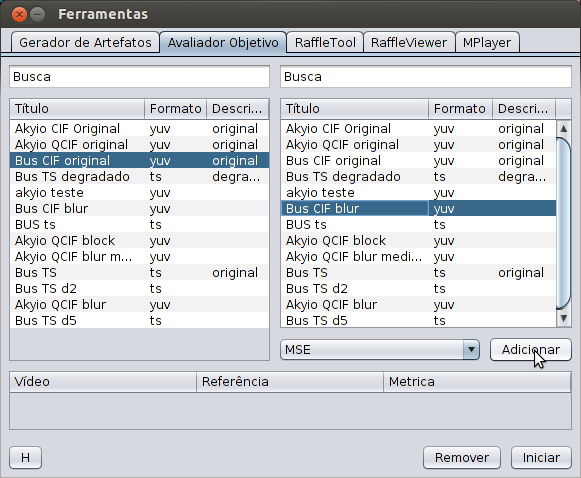 Ferramentas
Gerador de Artefatos Avaliador Objetivo RaffleTool RaffleViewer MPlayer
Busca Busca
Título Formato Descri... Título Formato Descri...
Akyio CIF Original yuv original Akyio CIF Original yuv original
Akyio QCIF original yuv original Akyio QCIF original yuv original
Bus CIF original yuv original Bus CIF original yuv original
Bus TS degradado ts degra... Bus TS degradado ts degra...
akyio teste yuv akyio teste yuv
Bus CIF blur yuv Bus CIF blur yuv
BUS ts ts BUS ts ts
Akyio QCIF block yuv Akyio QCIF block yuv
Akyio QCIF blur m... yuv Akyio QCIF blur medi... yuv
Bus TS ts original Bus TS ts original
Bus TS d2 ts Bus TS d2 ts
Akyio QCIF blur yuv Akyio QCIF blur yuv
Bus TS d5 ts Bus TS d5 ts
MSE Adicionar
Vídeo Referência Metrica
H Remover Iniciar